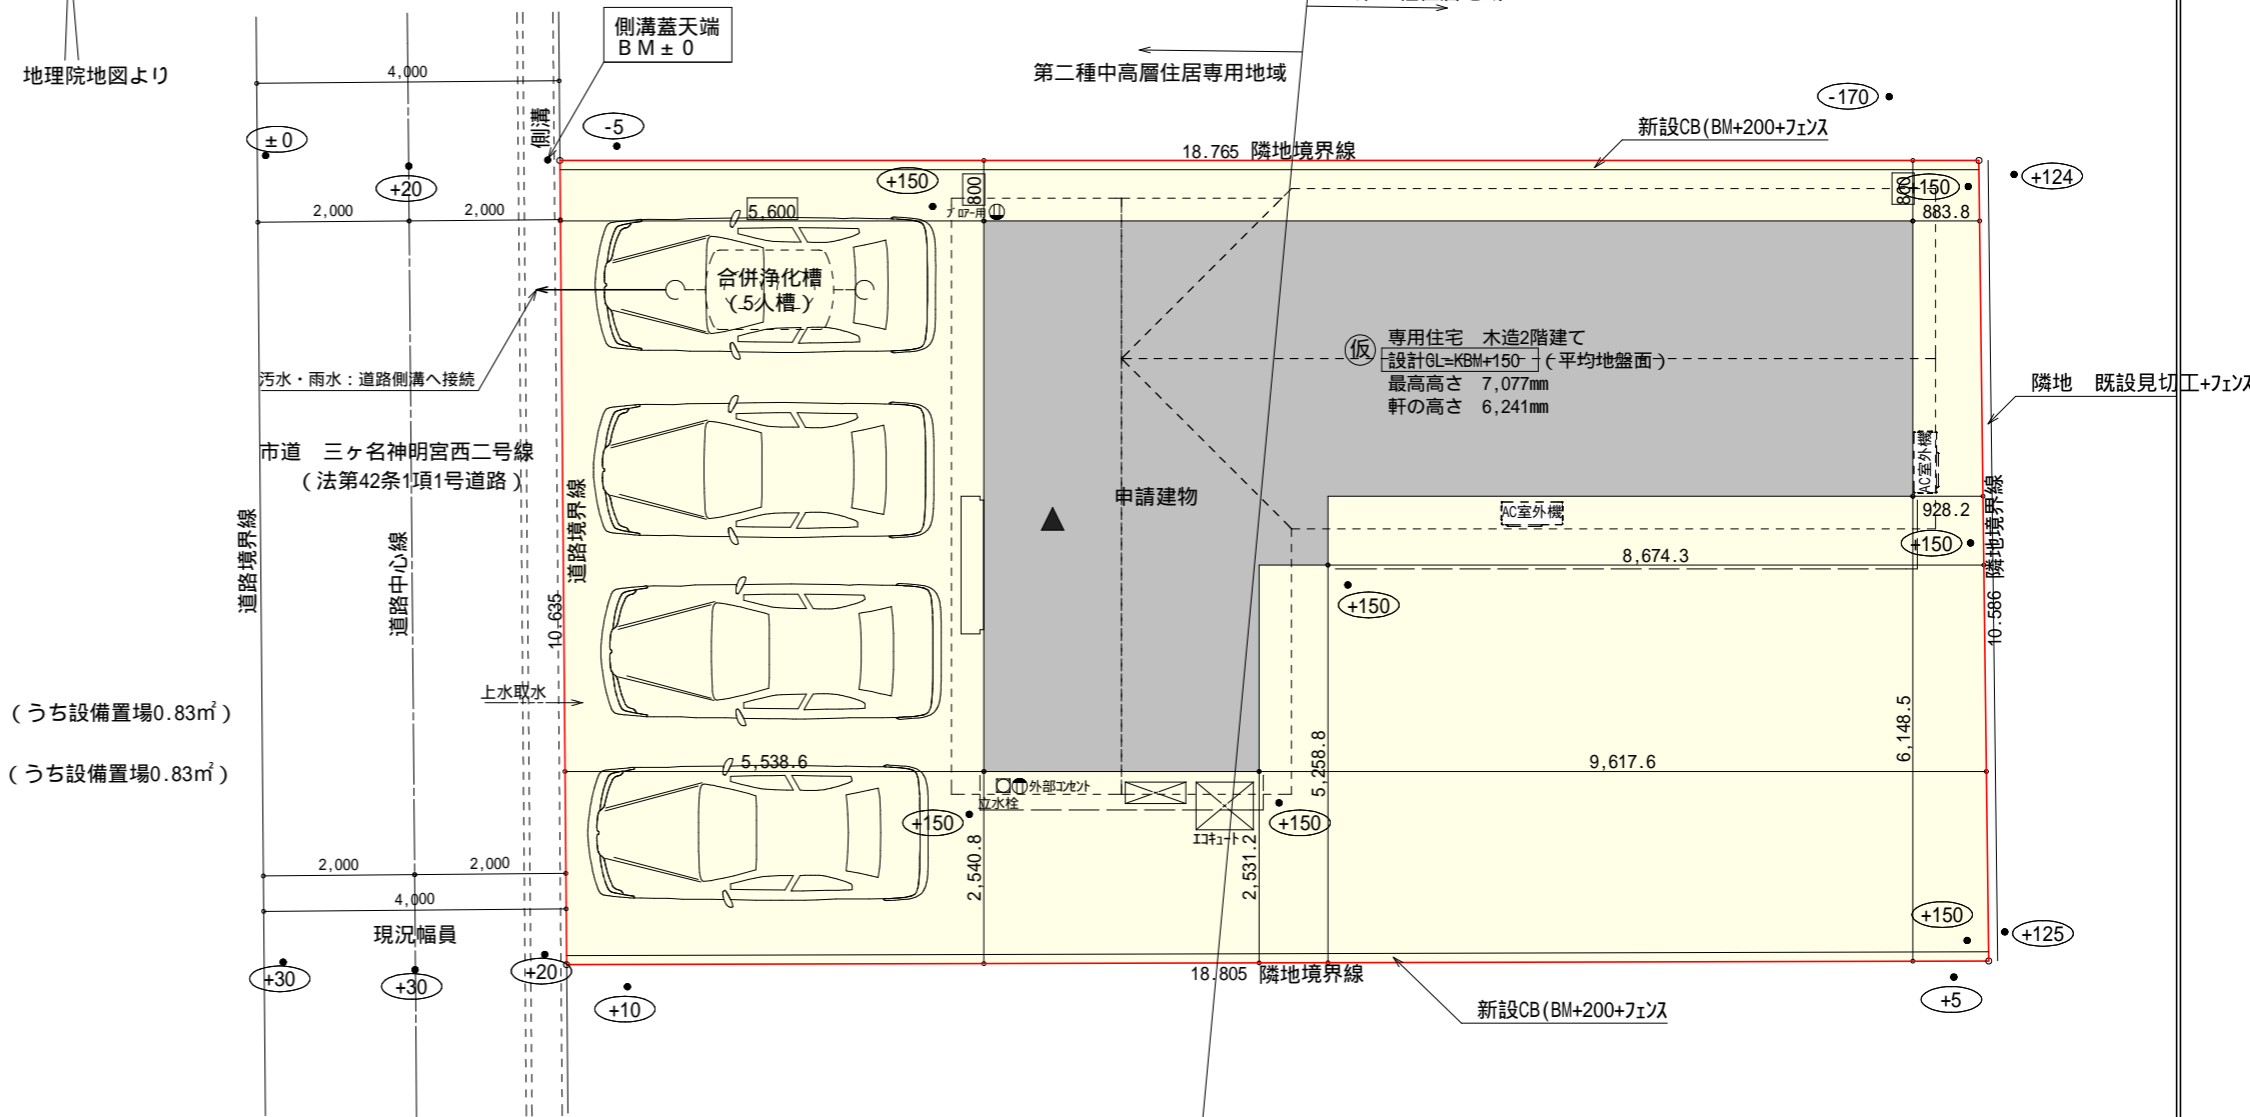 側溝蓋天端
BM±0
地理院地図より
4,000
第二種中高層住居専用地域
-170
新設CB(BM+200+ﾌｪﾝｽ
±0
側溝
-5
18.765 隣地境界線
+20
+150
800
800
+150
+124
2,000
2,000
5,600
ﾌﾞﾛｱｰ用
883.8
合併浄化槽
(5人槽)
仮
専用住宅 木造2階建て
設計GL=KBM+150 (平均地盤面)
最高高さ 7,077mm
軒の高さ 6,241mm
汚水・雨水：道路側溝へ接続
隣地 既設見切工+ﾌｪﾝｽ
市道 三ヶ名神明宮西二号線
(法第42条1項1号道路)
道路境界線
道路中心線
道路境界線
10.635
申請建物
AC室外機
AC室外機
928.2
+150
隣地境界線
10.586
8,674.3
+150
上水取水
(うち設備置場0.83㎡)
(うち設備置場0.83㎡)
5,538.6
5,258.8
9,617.6
6,148.5
外部ｺﾝｾﾝﾄ
立水栓
+150
+150
ｴｺｷｭｰﾄ
2,540.8
2,531.2
2,000
2,000
4,000
現況幅員
+150
+125
+30
+30
+20
18.805 隣地境界線
+10
新設CB(BM+200+ﾌｪﾝｽ
+5